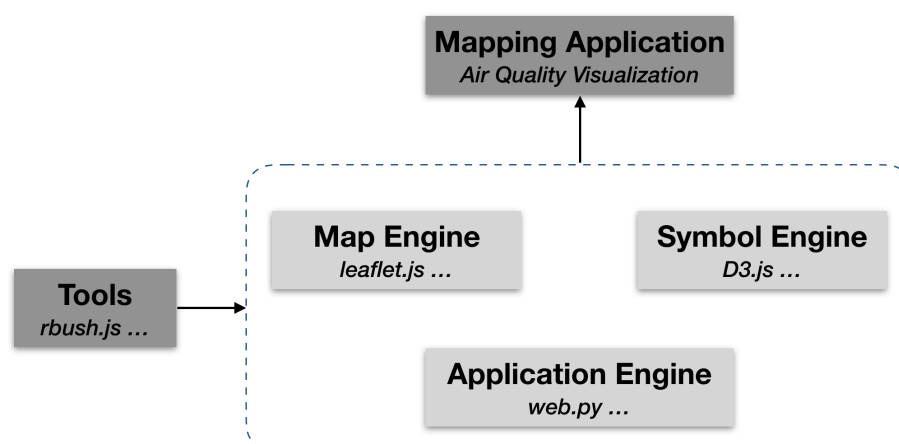 Mapping Application
Air Quality Visualization
Map Engine
leaflet.js …
Symbol Engine
D3.js …
Tools
rbush.js …
Application Engine
web.py …